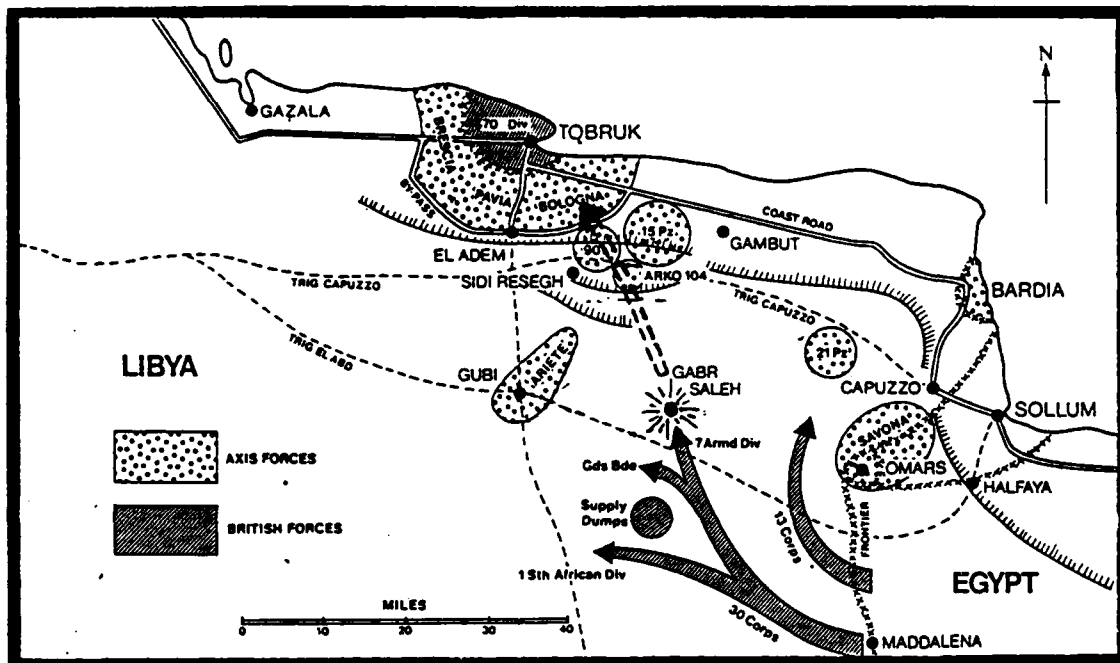 N
GAZALA
70 Div
TOBRUK
BRESCIA
PAVIA
BOLOGNA
BY-PASS
COAST ROAD
15 Pz
90
GAMBUT
EL ADEM
SIDI RESEGH
ARKO 104
TRIG CAPUZZO
TRIG CAPUZZO
BARDIA
TRIG EL ABD
21 Pz
LIBYA
GUBI
ARIETE
GABR
SALEH
CAPUZZO
SOLLUM
SAVONA
OMARS
HALFAYA
AXIS FORCES
7 Armd Div
Gds Bde
Supply
Dumps
13 Corps
FRONTIER
BRITISH FORCES
1 Sth African Div
30 Corps
EGYPT
MILES
0 10 20 30 40
MADDALENA